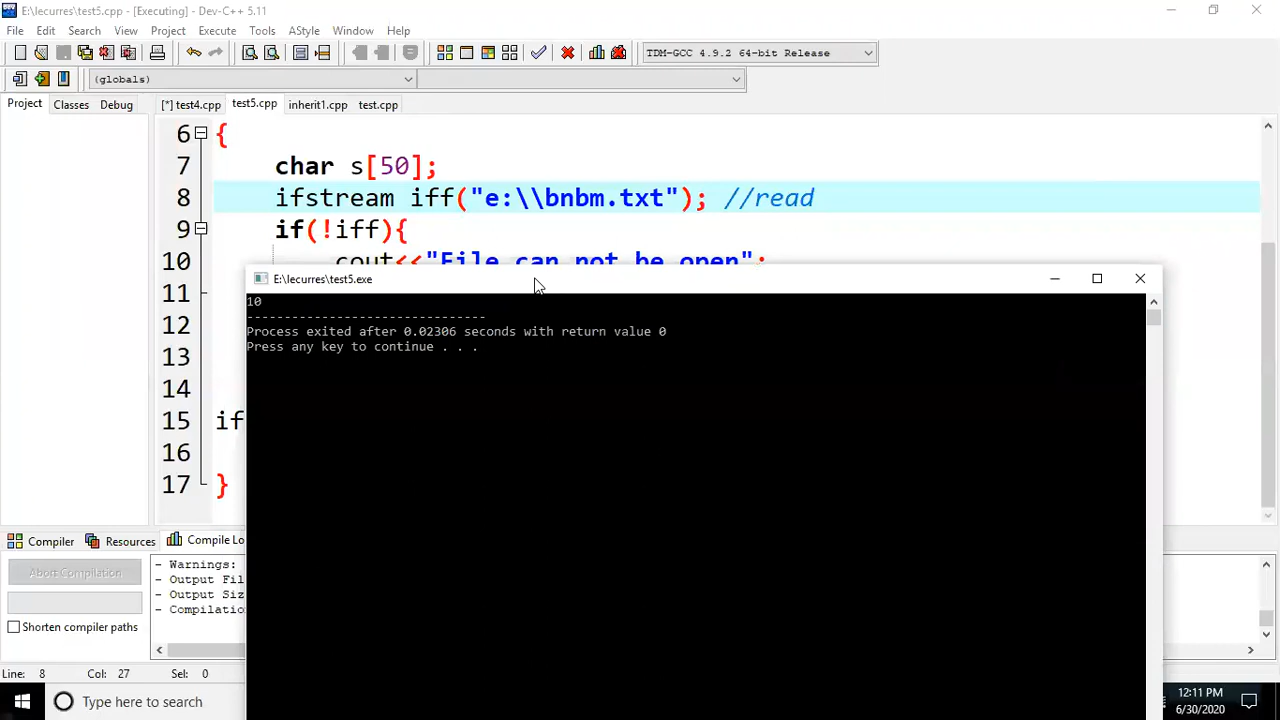 E:\lecurres\test5.cpp - [Executing] - Dev-C++ 5.11
File Edit Search View Project Execute Tools AStyle Window Help
TDM-GCC 4.9.2 64-bit Release
(globals)
Project Classes Debug
[*] test4.cpp test5.cpp inherit1.cpp test.cpp
6 {
7 char s[50];
8 ifstream iff("e:\\bnbm.txt"); //read
9 if(!iff){
10 cout<<"File can not be open";
11
12
13
14
15 if
16
17 }
E:\lecurres\test5.exe
10
--------------------------------
Process exited after 0.02306 seconds with return value 0
Press any key to continue . . .
Compiler Resources Compile Lo
Abort Compilation
Shorten compiler paths
- Warnings:
- Output Fil
- Output Siz
- Compilatio
Line: 8 Col: 27 Sel: 0
Type here to search
12:11 PM
6/30/2020